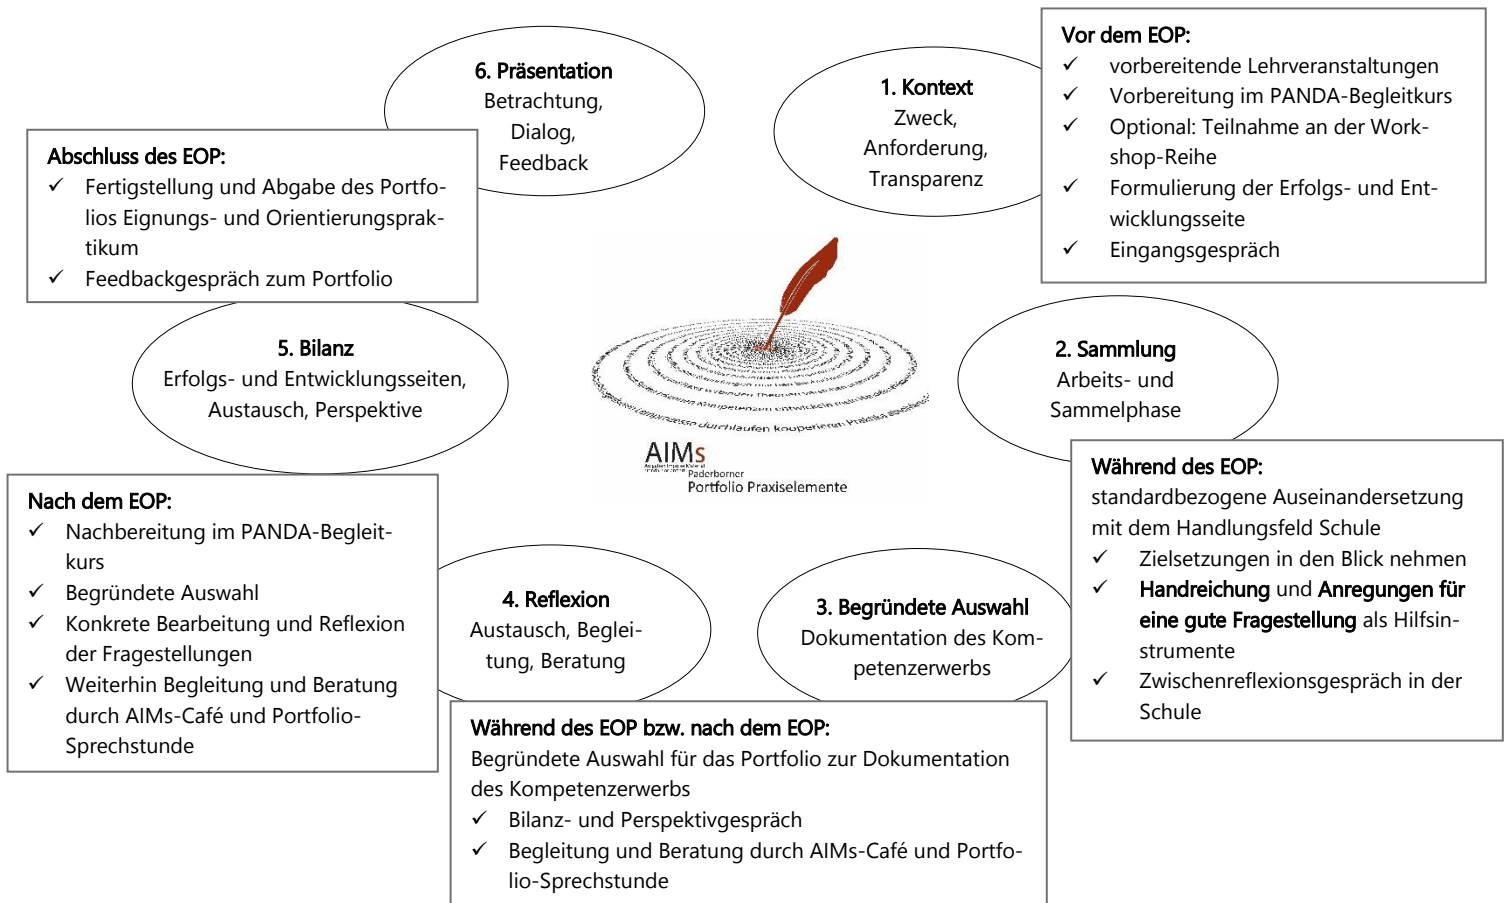 6. Präsentation
Betrachtung,
Dialog,
Feedback
1. Kontext
Zweck,
Anforderung,
Transparenz
Vor dem EOP:
✓ vorbereitende Lehrveranstaltungen
✓ Vorbereitung im PANDA-Begleitkurs
✓ Optional: Teilnahme an der Work-
shop-Reihe
✓ Formulierung der Erfolgs- und Ent-
wicklungsseite
✓ Eingangsgespräch
Abschluss des EOP:
✓ Fertigstellung und Abgabe des Portfo-
lios Eignungs- und Orientierungsprak-
tikum
✓ Feedbackgespräch zum Portfolio
5. Bilanz
Erfolgs- und Entwicklungsseiten,
Austausch, Perspektive
2. Sammlung
Arbeits- und
Sammelphase
durchlaufen kooperieren
AIMs
Paderborner
Portfolio Praxiselemente
Nach dem EOP:
✓ Nachbereitung im PANDA-Begleit-
kurs
✓ Begründete Auswahl
✓ Konkrete Bearbeitung und Reflexion
der Fragestellungen
✓ Weiterhin Begleitung und Beratung
durch AIMs-Café und Portfolio-
Sprechstunde
Während des EOP:
standardbezogene Auseinandersetzung
mit dem Handlungsfeld Schule
✓ Zielsetzungen in den Blick nehmen
✓ Handreichung und Anregungen für
eine gute Fragestellung als Hilfsin-
strumente
✓ Zwischenreflexionsgespräch in der
Schule
4. Reflexion
Austausch, Beglei-
tung, Beratung
3. Begründete Auswahl
Dokumentation des Kom-
petenzerwerbs
Während des EOP bzw. nach dem EOP:
Begründete Auswahl für das Portfolio zur Dokumentation
des Kompetenzerwerbs
✓ Bilanz- und Perspektivgespräch
✓ Begleitung und Beratung durch AIMs-Café und Portfo-
lio-Sprechstunde